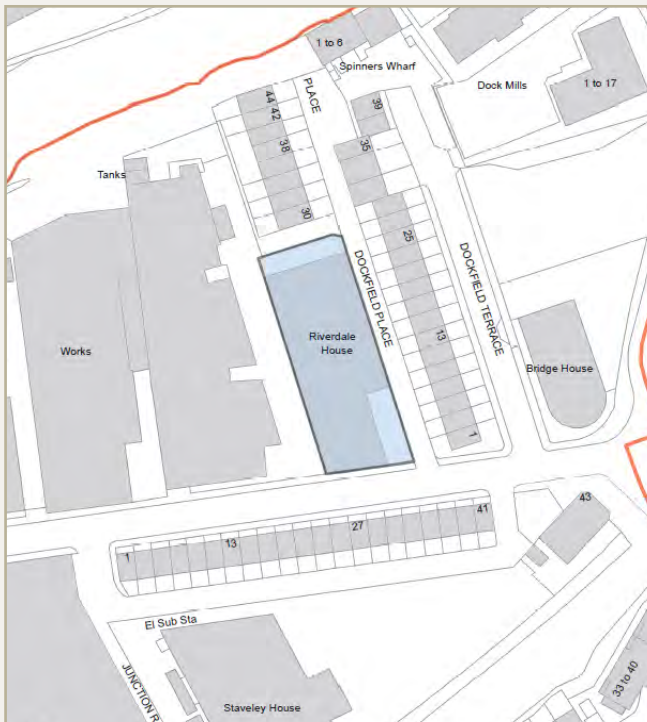 1 to 6
Spinners Wharf
Dock Mills
1 to 17
PLACE
44
42
39
38
35
Tanks
30
25
DOCKFIELD PLACE
DOCKFIELD TERRACE
Riverdale
House
13
Works
Bridge House
1
43
41
27
13
1
El Sub Sta
JUNCTION R
33 to 40
Staveley House